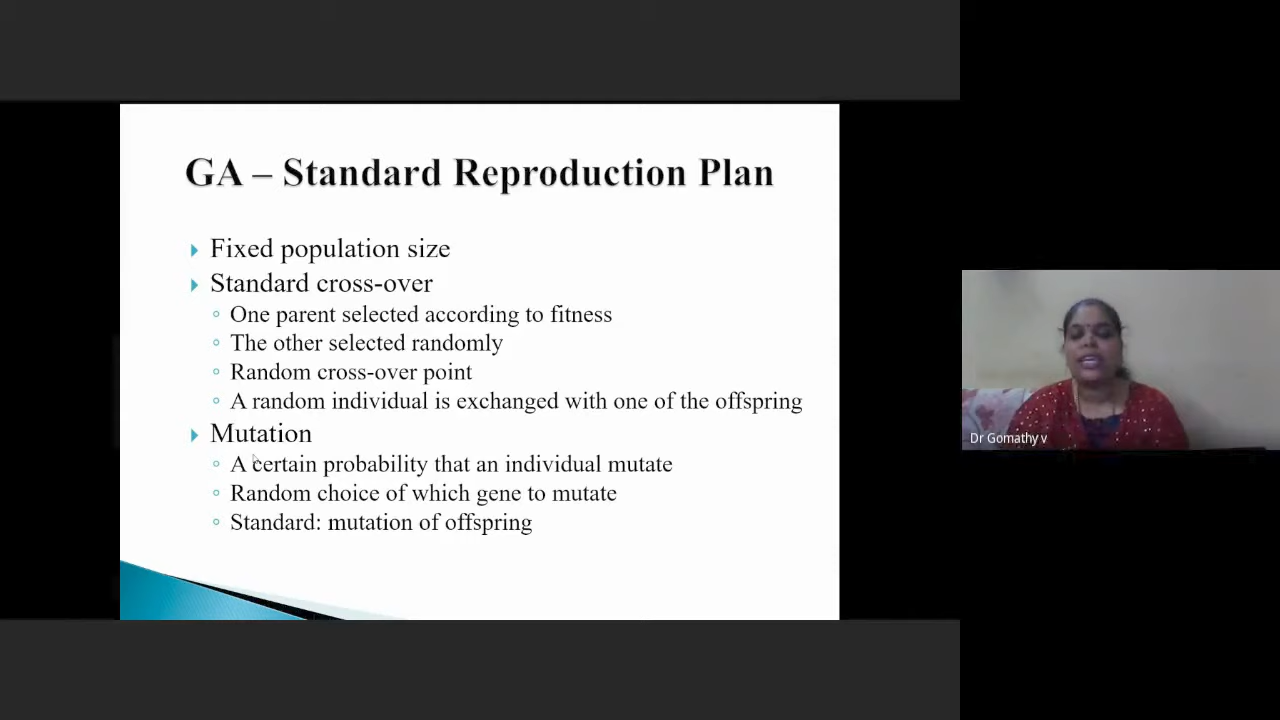 GA – Standard Reproduction Plan
Fixed population size
Standard cross-over
One parent selected according to fitness
The other selected randomly
Random cross-over point
A random individual is exchanged with one of the offspring
Mutation
A certain probability that an individual mutate
Random choice of which gene to mutate
Standard: mutation of offspring
Dr Gomathy v